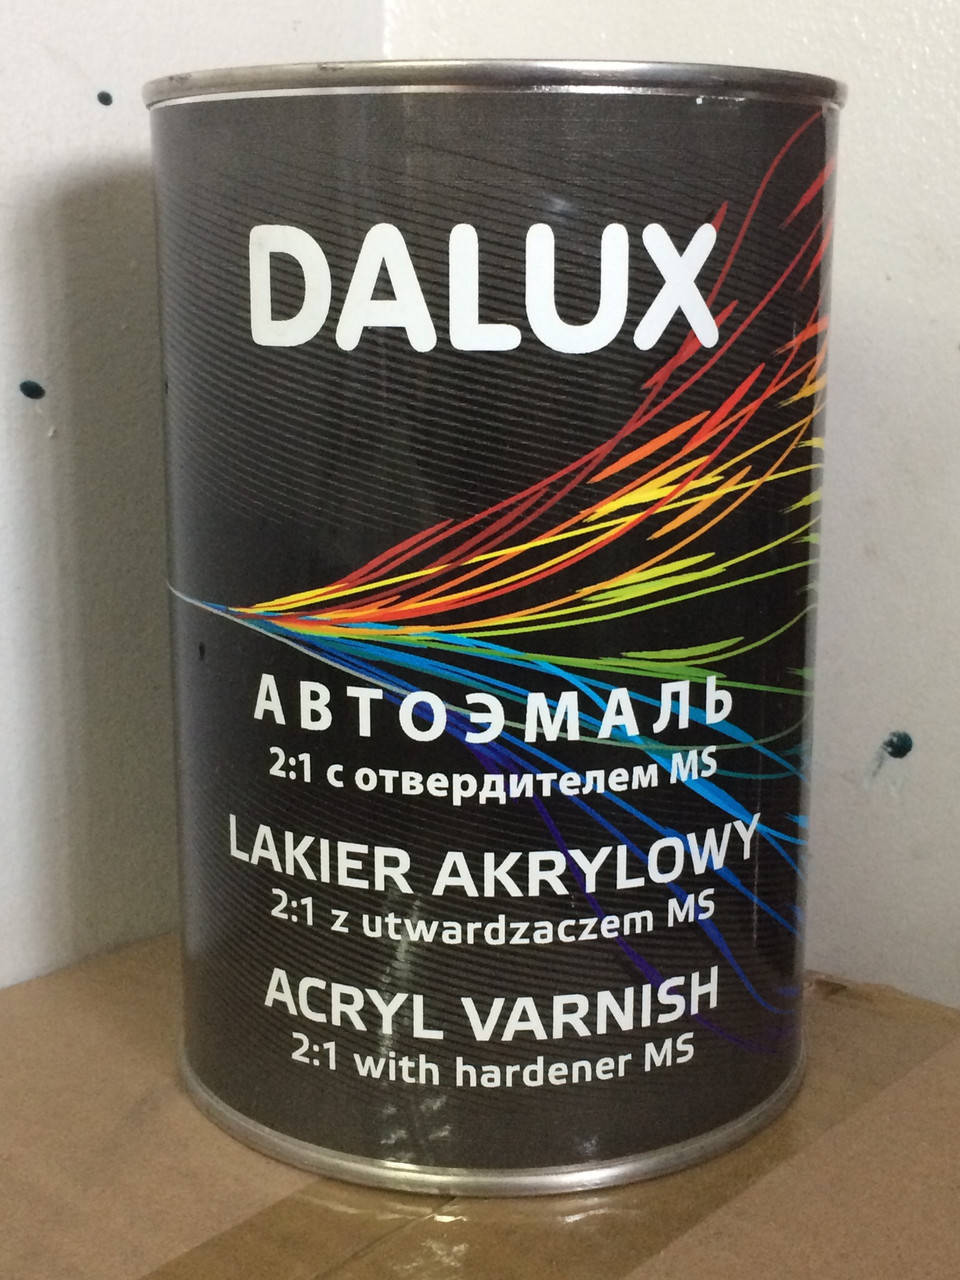 DALUX
АВТОЭМАЛЬ
2:1 с отвердителем MS
LAKIER AKRYLOWY
2:1 z utwardzaczem MS
ACRYL VARNISH
2:1 with hardener MS